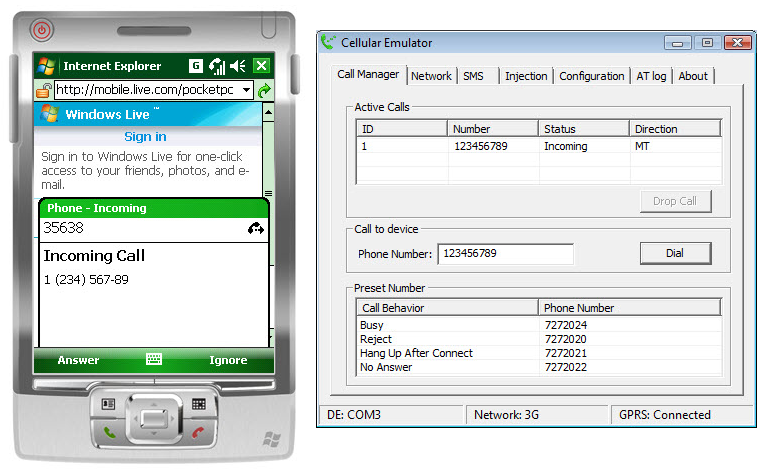 Internet Explorer
G
http://mobile.live.com/pocketpc
Windows Live ™
Sign in
Sign in to Windows Live for one-click
access to your friends, photos, and e-
mail.
Phone - Incoming
35638
Incoming Call
1 (234) 567-89
Answer
Ignore
Cellular Emulator
Call Manager Network SMS Injection Configuration AT log About
Active Calls
ID Number Status Direction
1 123456789 Incoming MT
Drop Call
Call to device
Phone Number: 123456789 Dial
Preset Number
Call Behavior Phone Number
Busy 7272024
Reject 7272020
Hang Up After Connect 7272021
No Answer 7272022
DE: COM3 Network: 3G GPRS: Connected